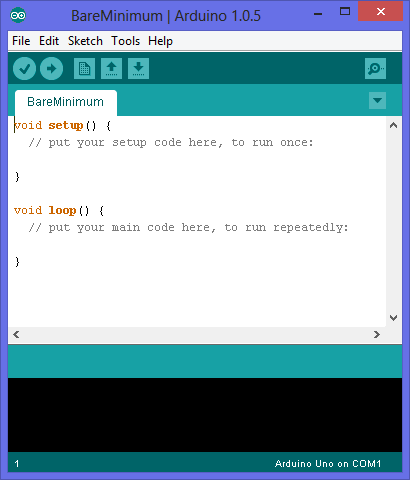 BareMinimum | Arduino 1.0.5
File Edit Sketch Tools Help
BareMinimum
void setup() {
  // put your setup code here, to run once:
}
void loop() {
  // put your main code here, to run repeatedly:
}
1 Arduino Uno on COM1